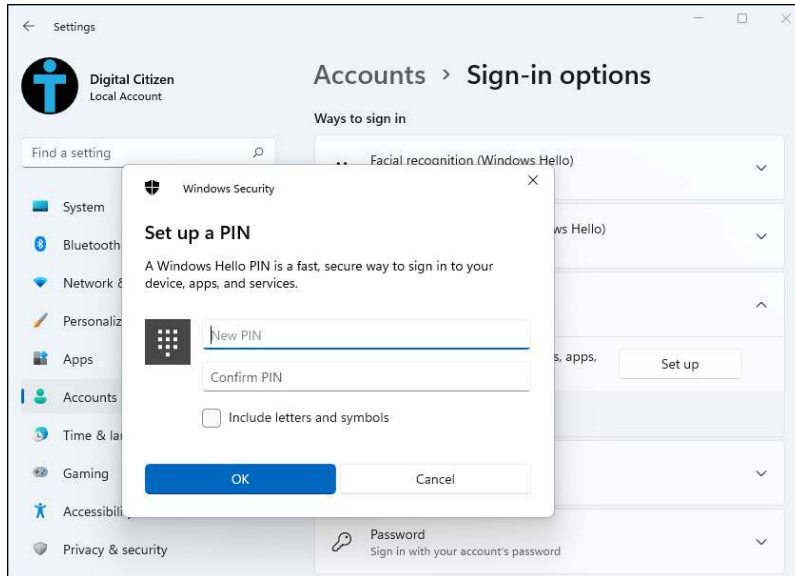 Settings
Digital Citizen
Local Account
Find a setting
System
Bluetooth
Network
Personaliz
Apps
Accounts
Time & la
Gaming
Accessibili
Privacy & security
Accounts > Sign-in options
Ways to sign in
Facial recognition (Windows Hello)
ws Hello)
s, apps,
Set up
Password
Sign in with your account's password
Windows Security
Set up a PIN
A Windows Hello PIN is a fast, secure way to sign in to your
device, apps, and services.
New PIN
Confirm PIN
Include letters and symbols
OK
Cancel